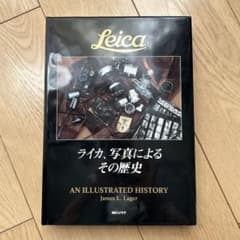 Leica
ライカ、写真による
その歴史
AN ILLUSTRATED HISTORY
James L. Lager